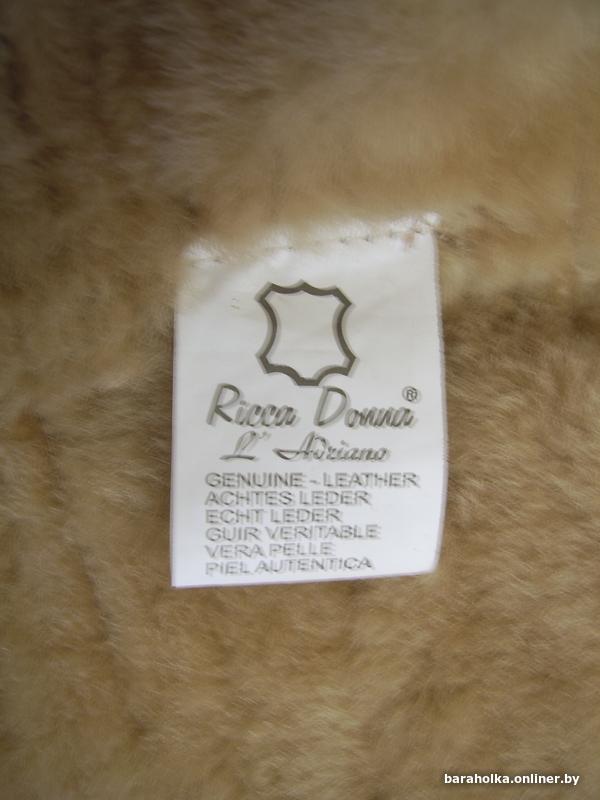 Ricca Donna ®
L' Adriano
GENUINE - LEATHER
ACHTES LEDER
ECHT LEDER
GUIR VERITABLE
VERA PELLE
PIEL AUTENTICA
baraholka.onliner.by